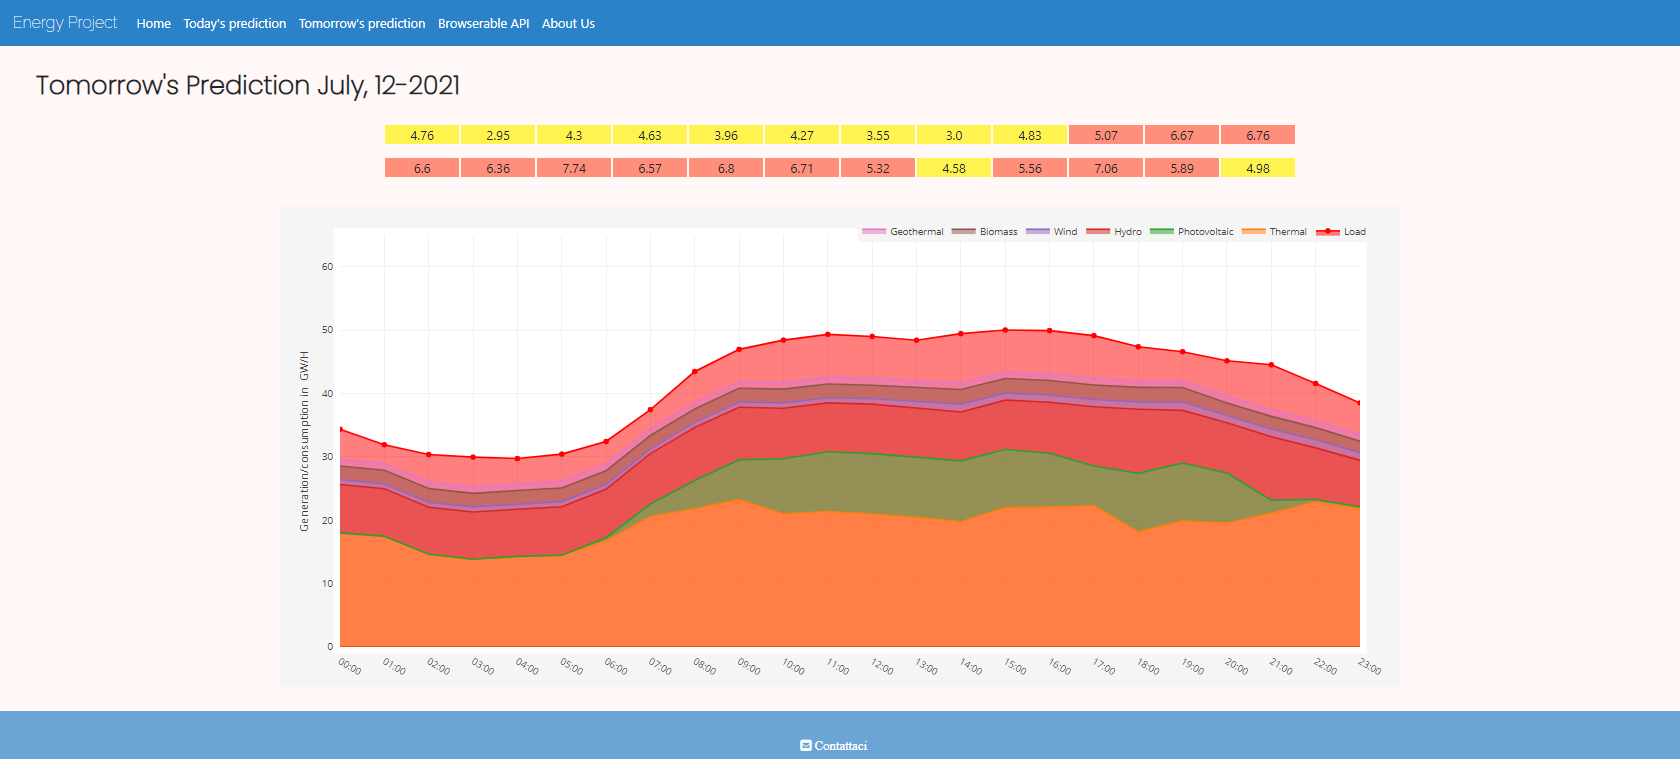 Energy Project Home Today's prediction Tomorrow's prediction Browserable API About Us
Tomorrow's Prediction July, 12-2021
4.76 2.95 4.3 4.63 3.96 4.27 3.55 3.0 4.83 5.07 6.67 6.76
6.6 6.36 7.74 6.57 6.8 6.71 5.32 4.58 5.56 7.06 5.89 4.98
Geothermal Biomass Wind Hydro Photovoltaic Thermal Load
Generation/consumption in GW/H
60
50
40
30
20
10
0
00:00 01:00 02:00 03:00 04:00 05:00 06:00 07:00 08:00 09:00 10:00 11:00 12:00 13:00 14:00 15:00 16:00 17:00 18:00 19:00 20:00 21:00 22:00 23:00
Contattaci